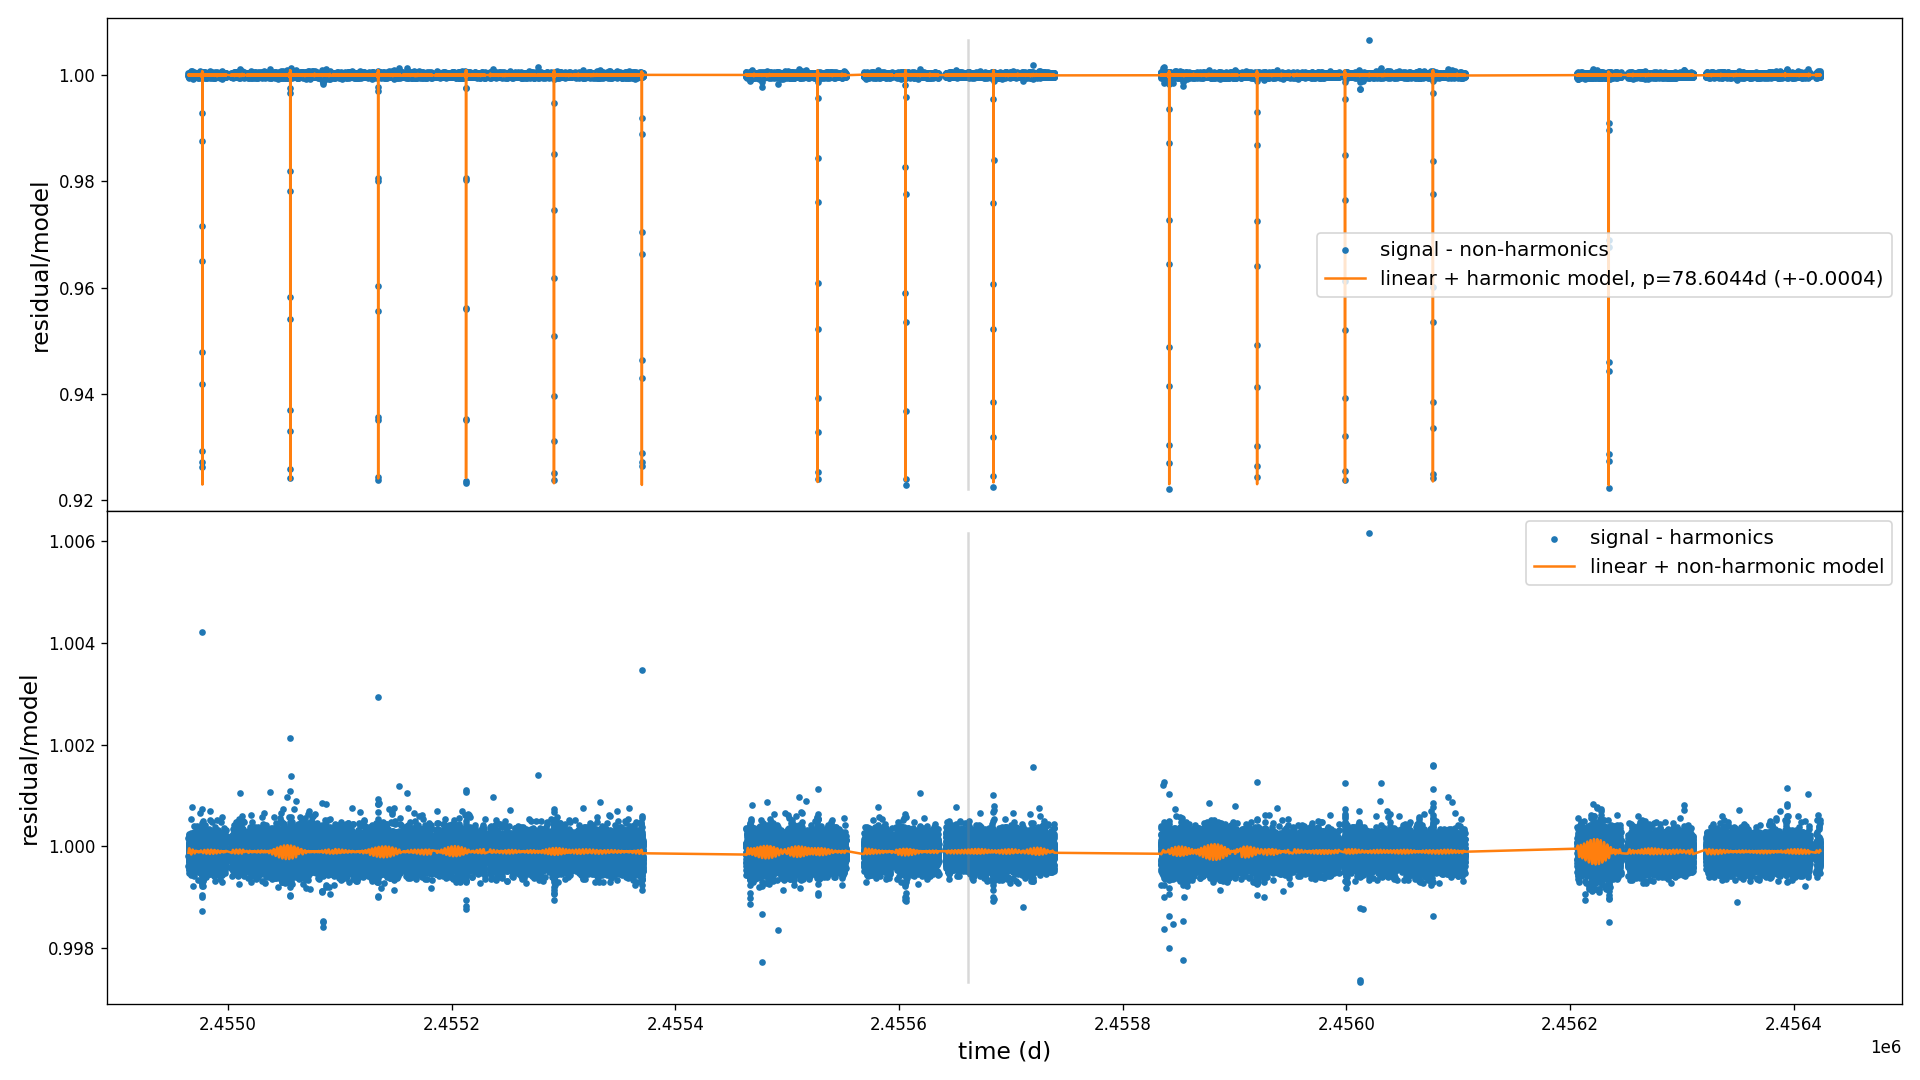 1.00
0.98
0.96
0.94
0.92
residual/model
signal - non-harmonics
linear + harmonic model, p=78.6044d (+-0.0004)
1.006
1.004
1.002
1.000
0.998
residual/model
signal - harmonics
linear + non-harmonic model
2.4550 2.4552 2.4554 2.4556 2.4558 2.4560 2.4562 2.4564
1e6
time (d)